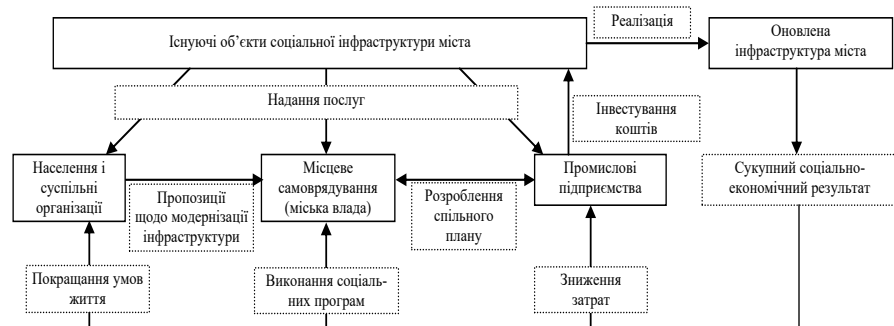 Реалізація
Існуючі об’єкти соціальної інфраструктури міста
Оновлена
інфраструктура міста
Надання послуг
Інвестування
коштів
Населення і
суспільні
організації
Місцеве
самоврядування
(міська влада)
Промислові
підприємства
Сукупний соціально-
економічний результат
Пропозиції
щодо модернізації
інфраструктури
Розроблення
спільного
плану
Покращання умов
життя
Виконання соціаль-
них програм
Зниження
затрат